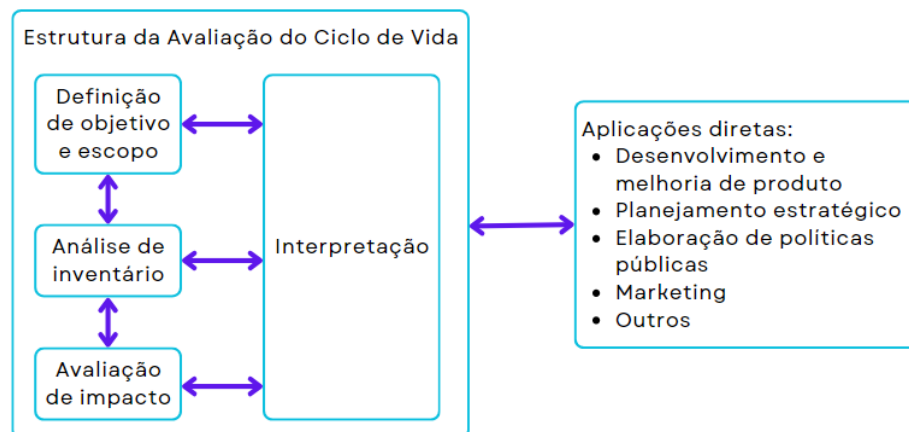 Estrutura da Avaliação do Ciclo de Vida
Definição
de objetivo
e escopo
Análise de
inventário
Avaliação
de impacto
Interpretação
Aplicações diretas:
• Desenvolvimento e
melhoria de produto
• Planejamento estratégico
• Elaboração de políticas
públicas
• Marketing
• Outros